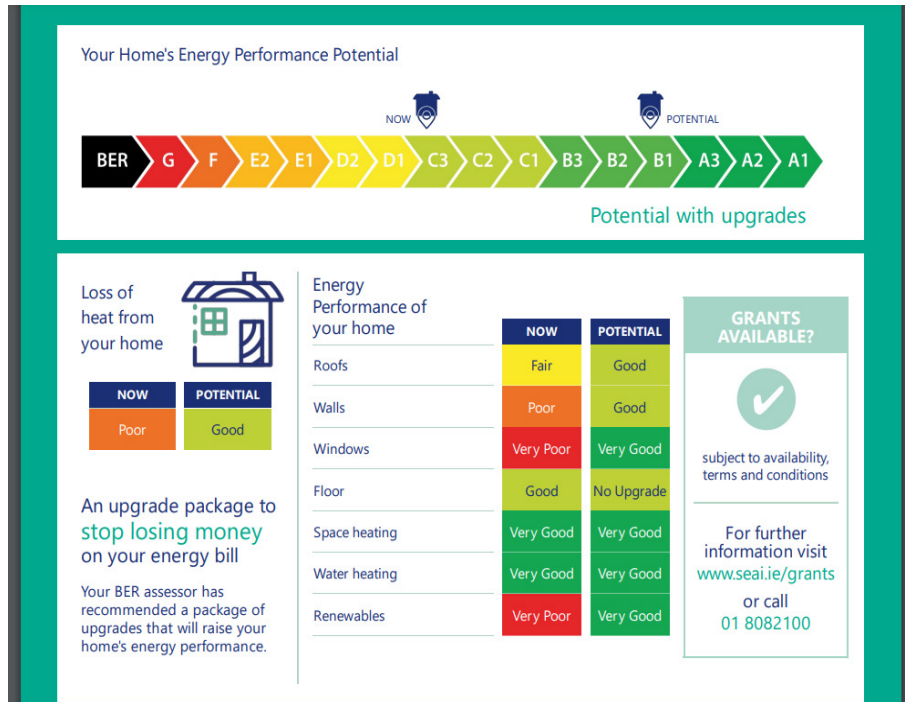 Your Home's Energy Performance Potential
NOW
POTENTIAL
BER G F E2 E1 D2 D1 C3 C2 C1 B3 B2 B1 A3 A2 A1
Potential with upgrades
Loss of
heat from
your home
NOW POTENTIAL
Poor Good
An upgrade package to
stop losing money
on your energy bill
Your BER assessor has
recommended a package of
upgrades that will raise your
home's energy performance.
Energy
Performance of
your home
NOW POTENTIAL
Roofs Fair Good
Walls Poor Good
Windows Very Poor Very Good
Floor Good No Upgrade
Space heating Very Good Very Good
Water heating Very Good Very Good
Renewables Very Poor Very Good
GRANTS
AVAILABLE?
subject to availability,
terms and conditions
For further
information visit
www.seai.ie/grants
or call
01 8082100